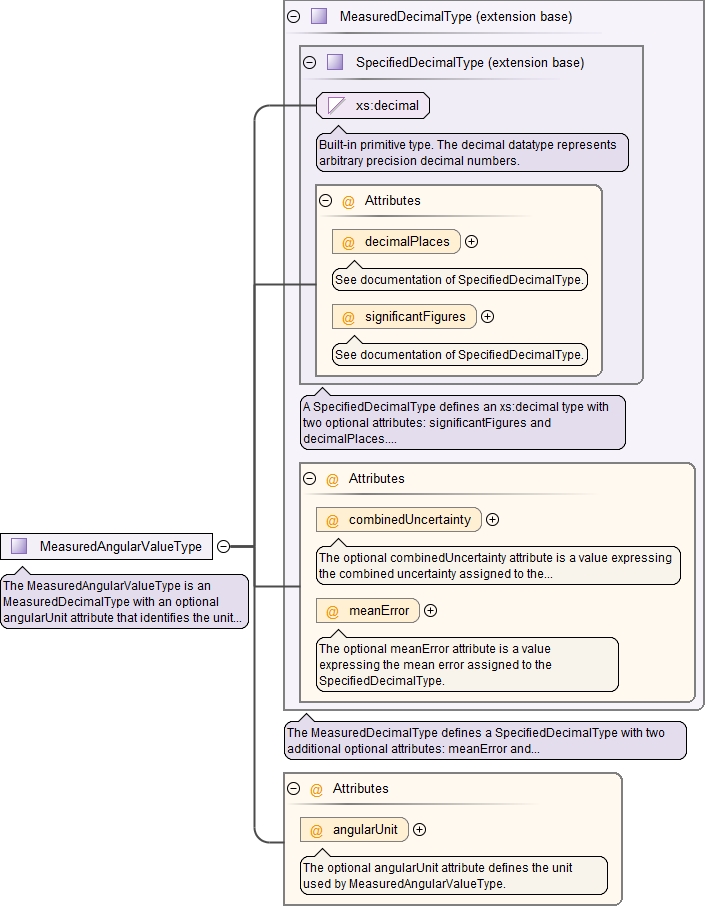 MeasuredDecimalType (extension base)
SpecifiedDecimalType (extension base)
xs:decimal
Built-in primitive type. The decimal datatype represents
arbitrary precision decimal numbers.
@ Attributes
@ decimalPlaces
See documentation of SpecifiedDecimalType.
@ significantFigures
See documentation of SpecifiedDecimalType.
A SpecifiedDecimalType defines an xs:decimal type with
two optional attributes: significantFigures and
decimalPlaces....
@ Attributes
@ combinedUncertainty
The optional combinedUncertainty attribute is a value expressing
the combined uncertainty assigned to the...
@ meanError
The optional meanError attribute is a value
expressing the mean error assigned to the
SpecifiedDecimalType.
The MeasuredDecimalType defines a SpecifiedDecimalType with two
additional optional attributes: meanError and...
MeasuredAngularValueType
The MeasuredAngularValueType is an
MeasuredDecimalType with an optional
angularUnit attribute that identifies the unit...
@ Attributes
@ angularUnit
The optional angularUnit attribute defines the unit
used by MeasuredAngularValueType.